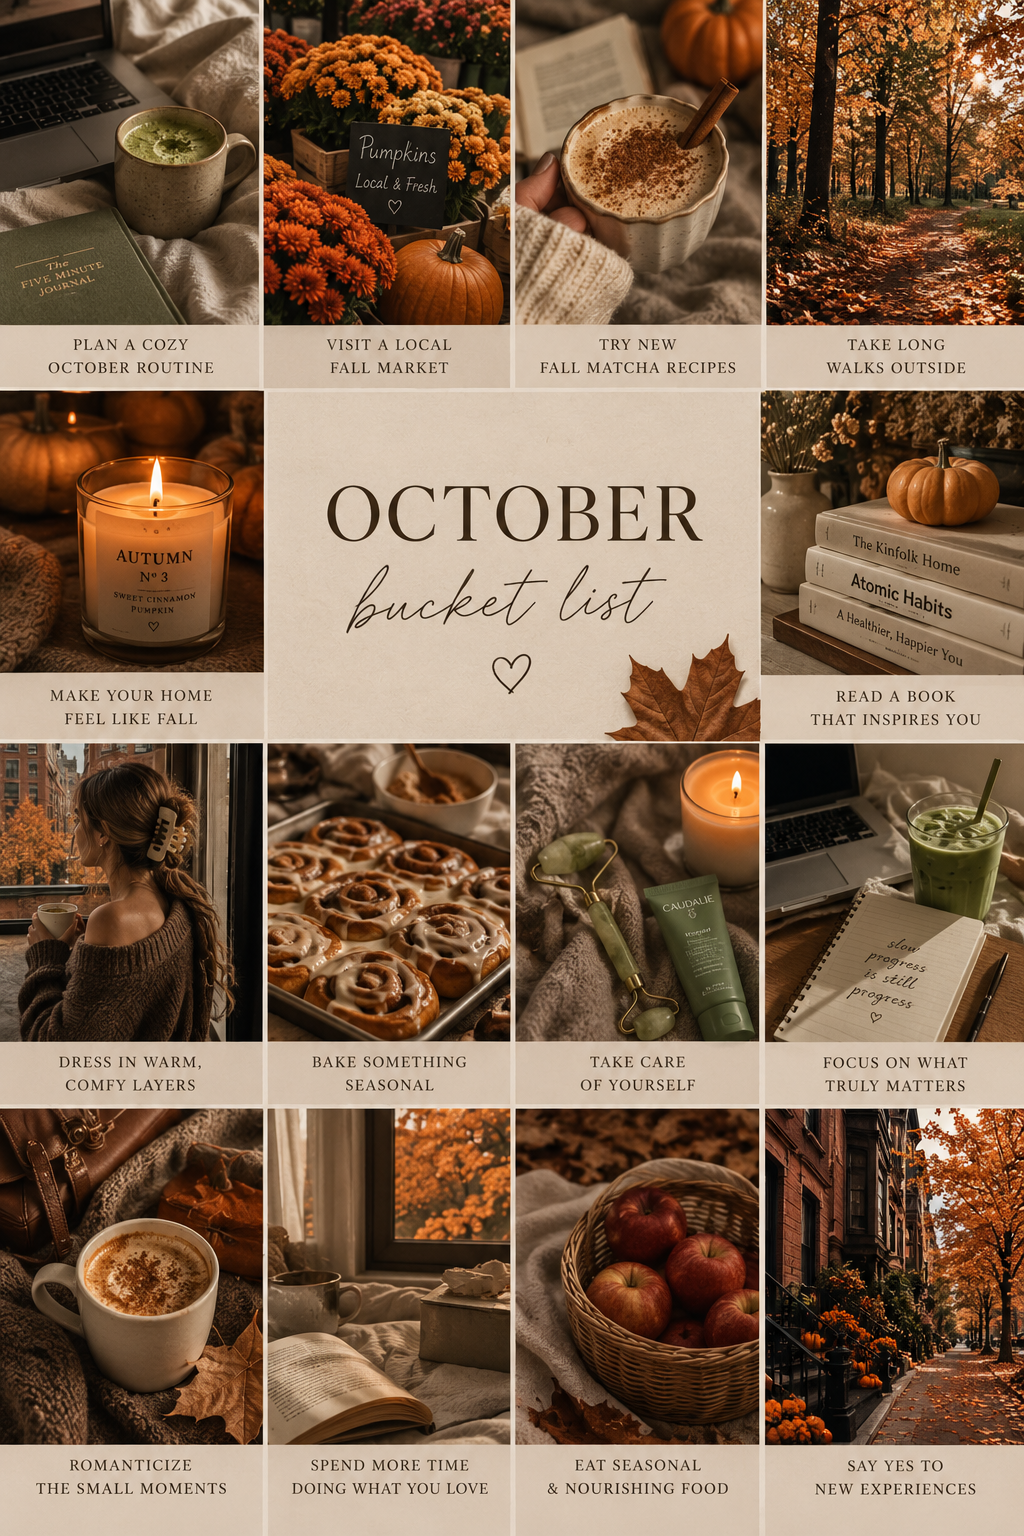 The
FIVE MINUTE
JOURNAL
Pumpkins
Local & Fresh
PLAN A COZY
OCTOBER ROUTINE
VISIT A LOCAL
FALL MARKET
TRY NEW
FALL MATCHA RECIPES
TAKE LONG
WALKS OUTSIDE
AUTUMN
Nº 3
SWEET CINNAMON
PUMPKIN
MAKE YOUR HOME
FEEL LIKE FALL
OCTOBER
bucket list
The Kinfolk Home
Atomic Habits
A Healthier, Happier You
READ A BOOK
THAT INSPIRES YOU
DRESS IN WARM,
COMFY LAYERS
BAKE SOMETHING
SEASONAL
CAUDALIE
TAKE CARE
OF YOURSELF
slow
progress
is still
progress
FOCUS ON WHAT
TRULY MATTERS
ROMANTICIZE
THE SMALL MOMENTS
SPEND MORE TIME
DOING WHAT YOU LOVE
EAT SEASONAL
& NOURISHING FOOD
SAY YES TO
NEW EXPERIENCES